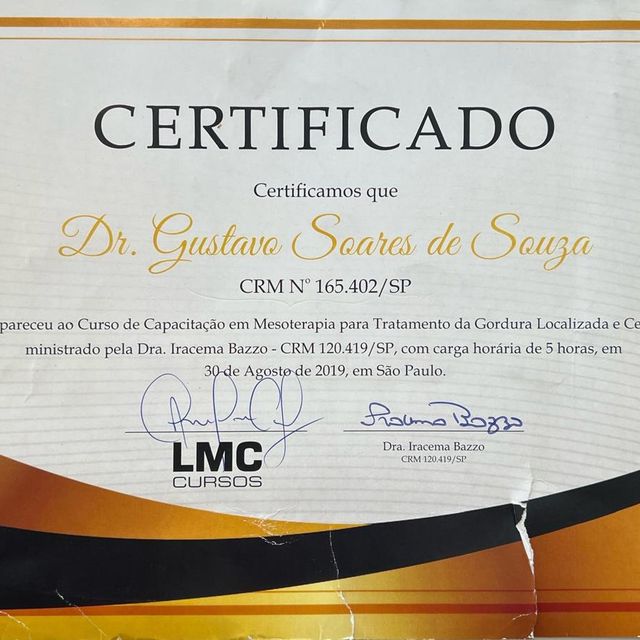 CERTIFICADO
Certificamos que
Dr. Gustavo Soares de Souza
CRM Nº 165.402/SP
pareceu ao Curso de Capacitação em Mesoterapia para Tratamento da Gordura Localizada e Ce
ministrado pela Dra. Iracema Bazzo - CRM 120.419/SP, com carga horária de 5 horas, em
30 de Agosto de 2019, em São Paulo.
Iracema Bazzo
LMC
CURSOS
Dra. Iracema Bazzo
CRM 120.419/SP